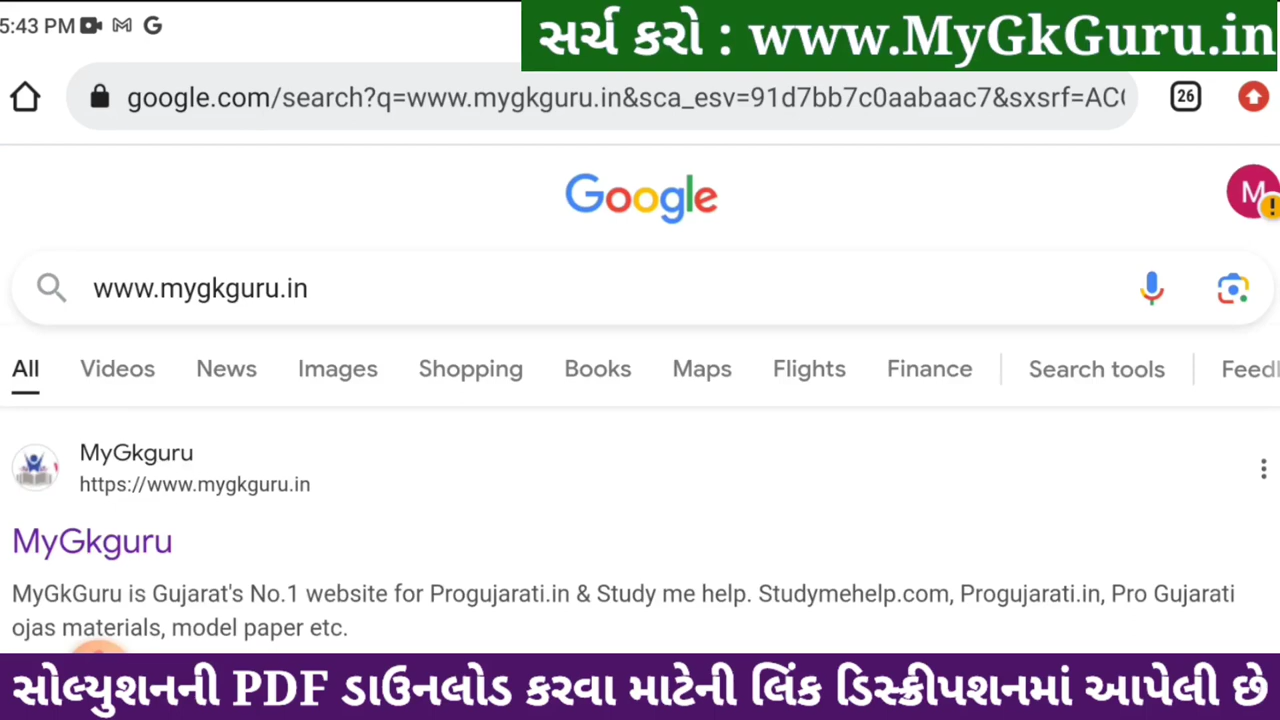 5:43 PM
સર્ચ કરો : www.MyGkGuru.in
google.com/search?q=www.mygkguru.in&sca_esv=91d7bb7c0aabaac7&sxsrf=AC
26
Google
M
www.mygkguru.in
All Videos News Images Shopping Books Maps Flights Finance Search tools Feed
MyGkguru
https://www.mygkguru.in
MyGkguru
MyGkGuru is Gujarat's No.1 website for Progujarati.in & Study me help. Studymehelp.com, Progujarati.in, Pro Gujarati
ojas materials, model paper etc.
સોલ્યુશનની PDF ડાઉનલોડ કરવા માટેની લિંક ડિસ્ક્રીપશનમાં આપેલી છે